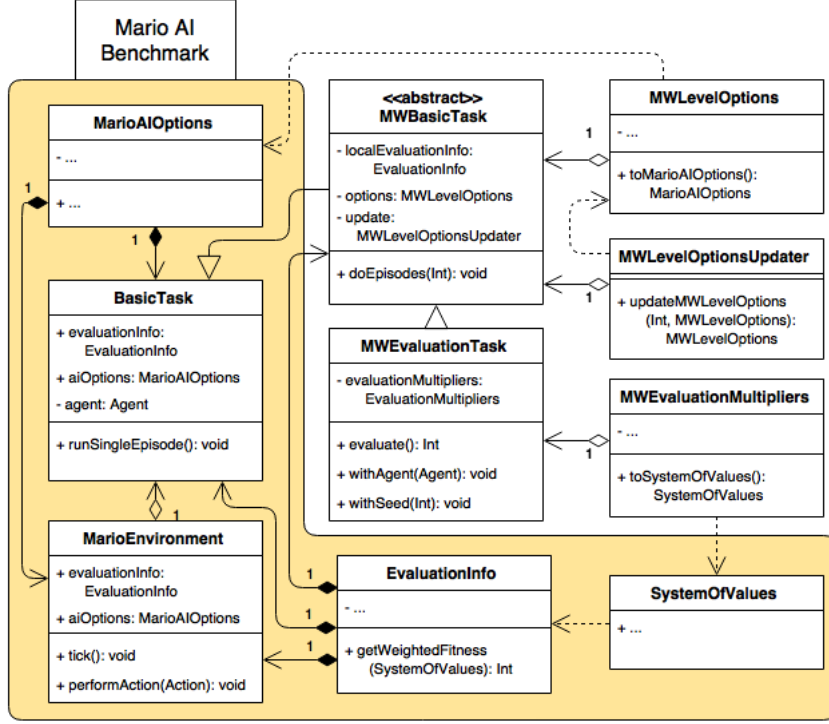 Mario AI
Benchmark
MarioAIOptions
- ...
+ ...
1
1
<<abstract>>
MWBasicTask
- localEvaluationInfo:
EvaluationInfo
- options: MWLevelOptions
- update:
MWLevelOptionsUpdater
+ doEpisodes(Int): void
MWLevelOptions
- ...
+ toMarioAIOptions():
MarioAIOptions
1
MWLevelOptionsUpdater
+ updateMWLevelOptions
(Int, MWLevelOptions):
MWLevelOptions
1
BasicTask
+ evaluationInfo:
EvaluationInfo
+ aiOptions: MarioAIOptions
- agent: Agent
+ runSingleEpisode(): void
MWEvaluationTask
- evaluationMultipliers:
EvaluationMultipliers
+ evaluate(): Int
+ withAgent(Agent): void
+ withSeed(Int): void
MWEvaluationMultipliers
- ...
+ toSystemOfValues():
SystemOfValues
1
1
MarioEnvironment
+ evaluationInfo:
EvaluationInfo
+ aiOptions: MarioAIOptions
+ tick(): void
+ performAction(Action): void
EvaluationInfo
- ...
+ getWeightedFitness
(SystemOfValues): Int
1
1
1
SystemOfValues
+ ...